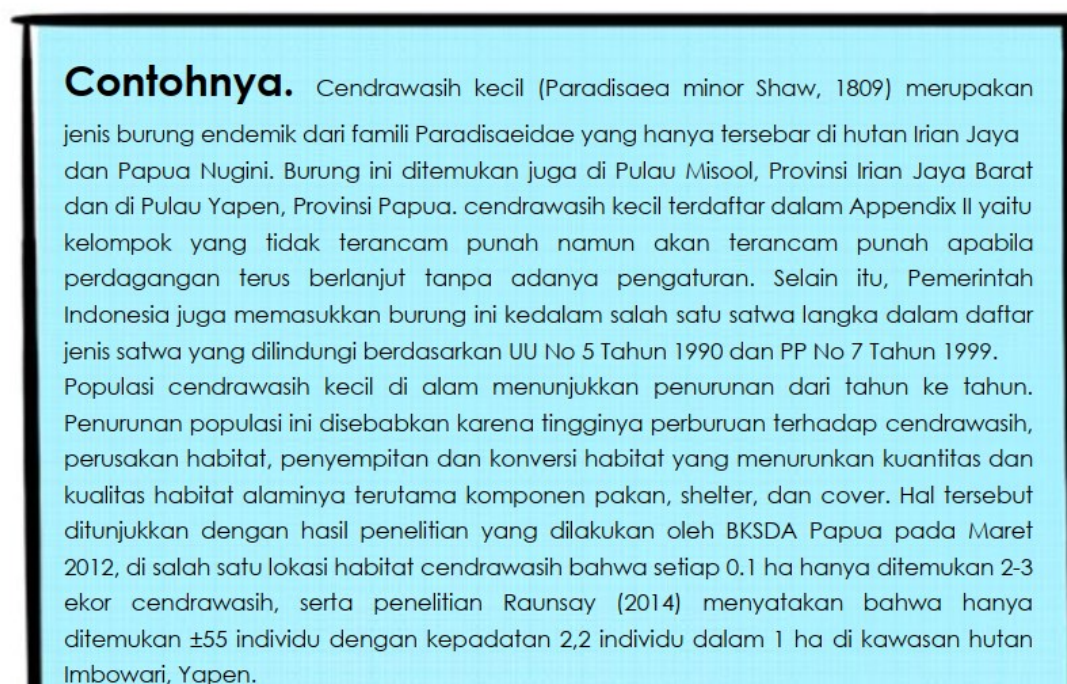 Contohnya. Cendrawasih kecil (Paradisaea minor Shaw, 1809) merupakan
jenis burung endemik dari famili Paradisaeidae yang hanya tersebar di hutan Irian Jaya
dan Papua Nugini. Burung ini ditemukan juga di Pulau Misool, Provinsi Irian Jaya Barat
dan di Pulau Yapen, Provinsi Papua. cendrawasih kecil terdaftar dalam Appendix II yaitu
kelompok yang tidak terancam punah namun akan terancam punah apabila
perdagangan terus berlanjut tanpa adanya pengaturan. Selain itu, Pemerintah
Indonesia juga memasukkan burung ini kedalam salah satu satwa langka dalam daftar
jenis satwa yang dilindungi berdasarkan UU No 5 Tahun 1990 dan PP No 7 Tahun 1999.
Populasi cendrawasih kecil di alam menunjukkan penurunan dari tahun ke tahun.
Penurunan populasi ini disebabkan karena tingginya perburuan terhadap cendrawasih,
perusakan habitat, penyempitan dan konversi habitat yang menurunkan kuantitas dan
kualitas habitat alaminya terutama komponen pakan, shelter, dan cover. Hal tersebut
ditunjukkan dengan hasil penelitian yang dilakukan oleh BKSDA Papua pada Maret
2012, di salah satu lokasi habitat cendrawasih bahwa setiap 0.1 ha hanya ditemukan 2-3
ekor cendrawasih, serta penelitian Raunsay (2014) menyatakan bahwa hanya
ditemukan ±55 individu dengan kepadatan 2,2 individu dalam 1 ha di kawasan hutan
Imbowari, Yapen.